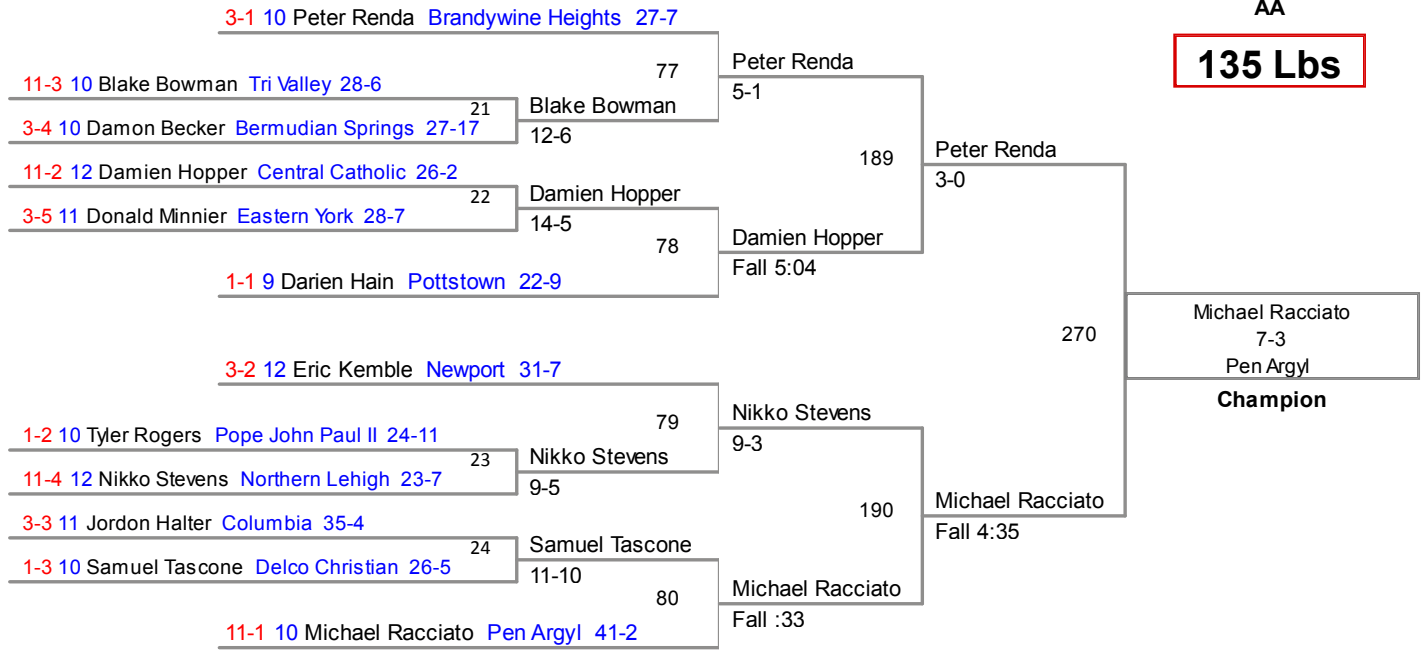 AA
135 Lbs
3-1 10 Peter Renda Brandywine Heights 27-7
77
Peter Renda
5-1
11-3 10 Blake Bowman Tri Valley 28-6
21
Blake Bowman
12-6
3-4 10 Damon Becker Bermudian Springs 27-17
189
Peter Renda
3-0
11-2 12 Damien Hopper Central Catholic 26-2
22
Damien Hopper
14-5
3-5 11 Donald Minnier Eastern York 28-7
78
Damien Hopper
Fall 5:04
1-1 9 Darien Hain Pottstown 22-9
270
Michael Racciato
7-3
Pen Argyl
Champion
3-2 12 Eric Kemble Newport 31-7
79
Nikko Stevens
9-3
1-2 10 Tyler Rogers Pope John Paul II 24-11
23
Nikko Stevens
9-5
11-4 12 Nikko Stevens Northern Lehigh 23-7
190
Michael Racciato
Fall 4:35
3-3 11 Jordon Halter Columbia 35-4
24
Samuel Tascone
11-10
1-3 10 Samuel Tascone Delco Christian 26-5
80
Michael Racciato
Fall :33
11-1 10 Michael Racciato Pen Argyl 41-2